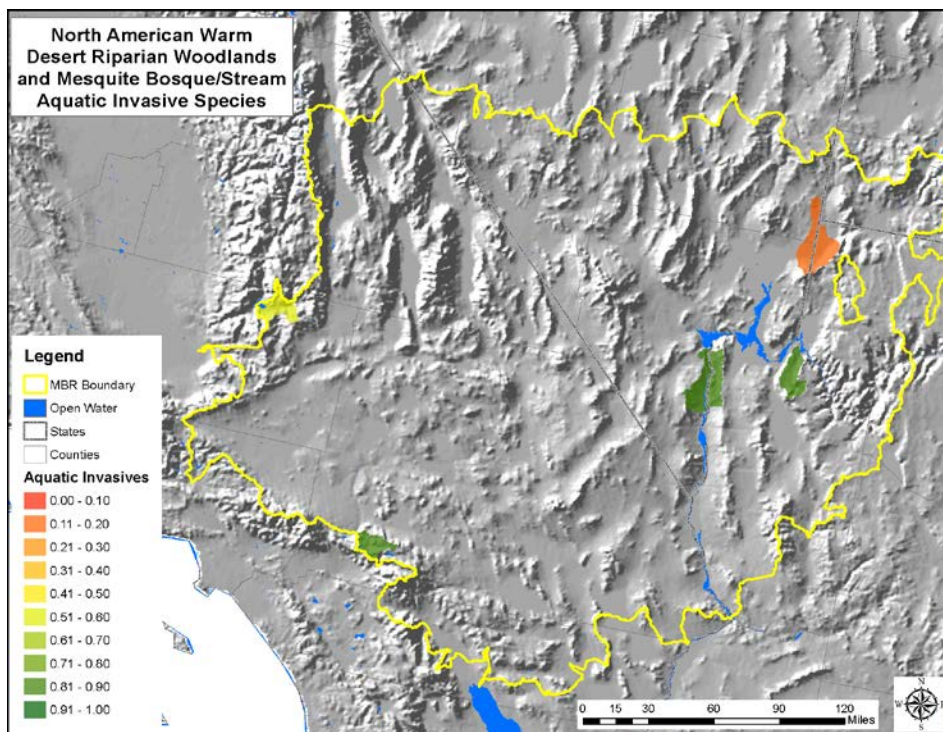 North American Warm
Desert Riparian Woodlands
and Mesquite Bosque/Stream
Aquatic Invasive Species
Legend
MBR Boundary
Open Water
States
Counties
Aquatic Invasives
0.00 - 0.10
0.11 - 0.20
0.21 - 0.30
0.31 - 0.40
0.41 - 0.50
0.51 - 0.60
0.61 - 0.70
0.71 - 0.80
0.81 - 0.90
0.91 - 1.00
0 15 30 60 90 120
Miles
N
W E
S